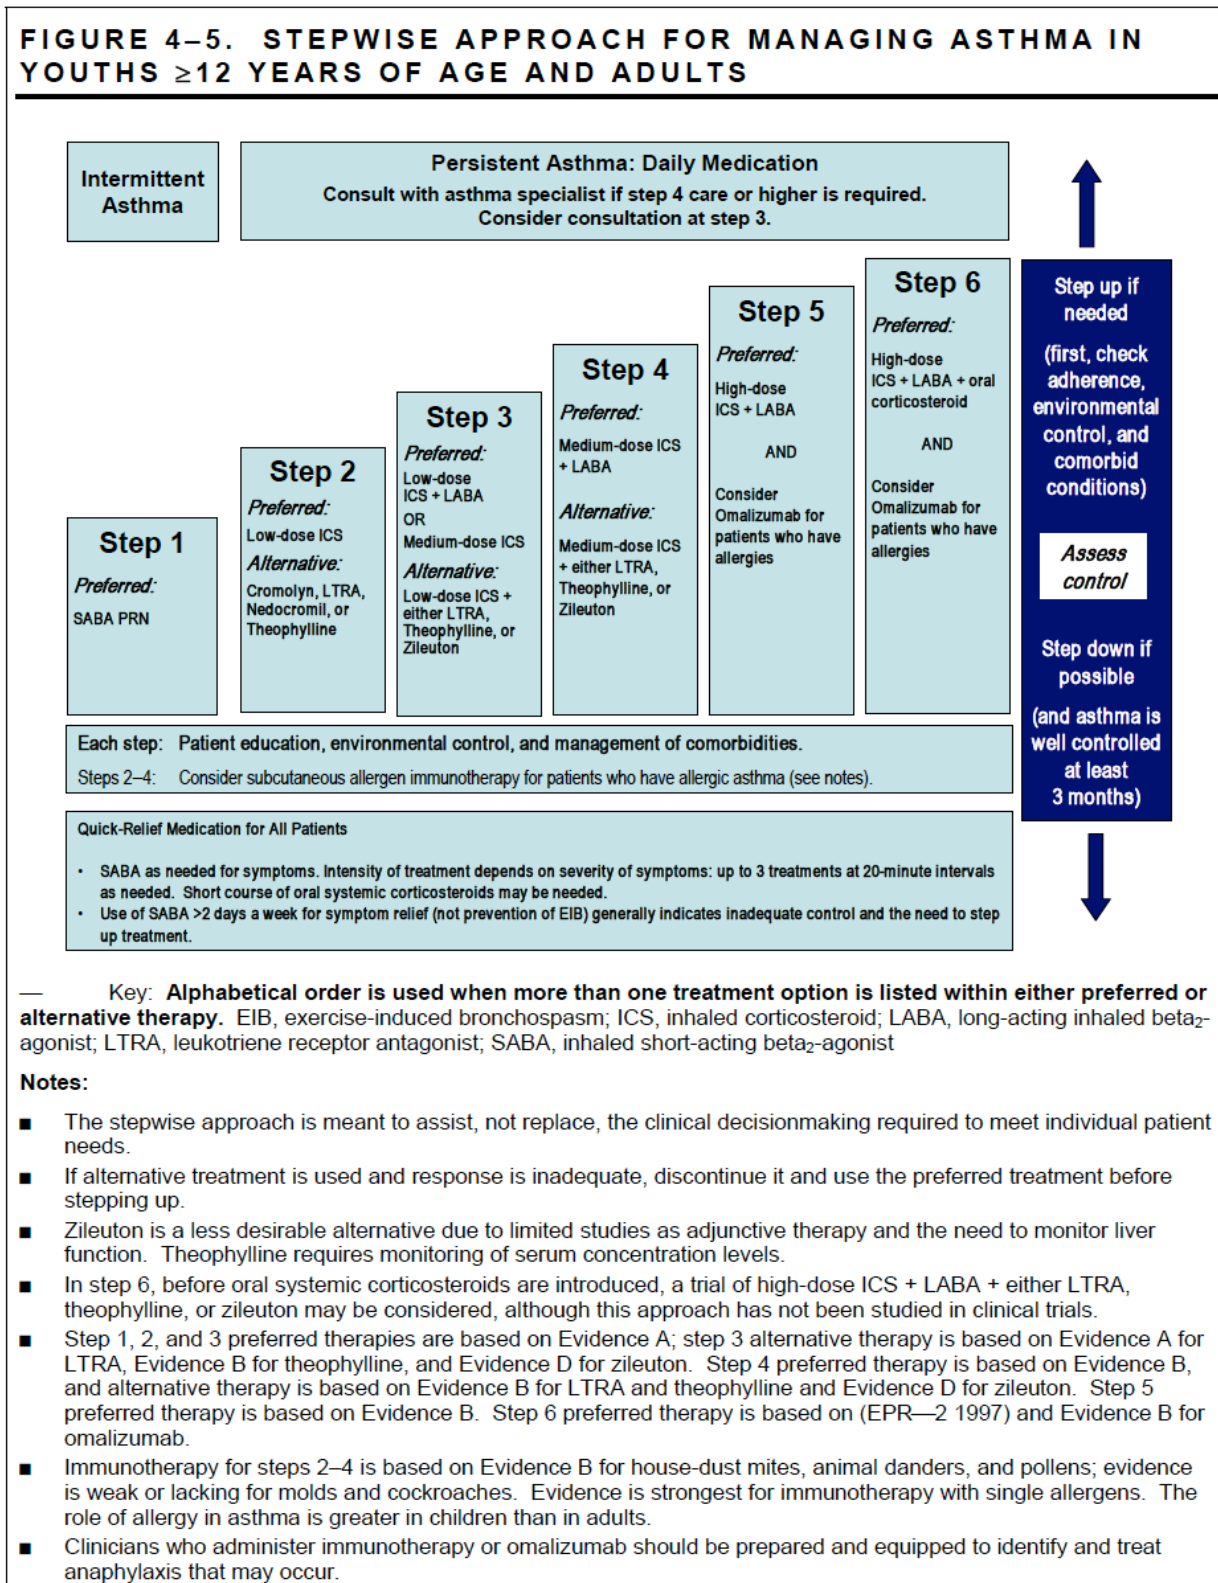 FIGURE 4–5. STEPWISE APPROACH FOR MANAGING ASTHMA IN
YOUTHS ≥12 YEARS OF AGE AND ADULTS
Intermittent
Asthma
Persistent Asthma: Daily Medication
Consult with asthma specialist if step 4 care or higher is required.
Consider consultation at step 3.
Step 1
Preferred:
SABA PRN
Step 2
Preferred:
Low-dose ICS
Alternative:
Cromolyn, LTRA,
Nedocromil, or
Theophylline
Step 3
Preferred:
Low-dose
ICS + LABA
OR
Medium-dose ICS
Alternative:
Low-dose ICS +
either LTRA,
Theophylline, or
Zileuton
Step 4
Preferred:
Medium-dose ICS
+ LABA
Alternative:
Medium-dose ICS
+ either LTRA,
Theophylline, or
Zileuton
Step 5
Preferred:
High-dose
ICS + LABA
AND
Consider
Omalizumab for
patients who have
allergies
Step 6
Preferred:
High-dose
ICS + LABA + oral
corticosteroid
AND
Consider
Omalizumab for
patients who have
allergies
Step up if
needed
(first, check
adherence,
environmental
control, and
comorbid
conditions)
Assess
control
Step down if
possible
(and asthma is
well controlled
at least
3 months)
Each step: Patient education, environmental control, and management of comorbidities.
Steps 2–4: Consider subcutaneous allergen immunotherapy for patients who have allergic asthma (see notes).
Quick-Relief Medication for All Patients
• SABA as needed for symptoms. Intensity of treatment depends on severity of symptoms: up to 3 treatments at 20-minute intervals
as needed. Short course of oral systemic corticosteroids may be needed.
• Use of SABA >2 days a week for symptom relief (not prevention of EIB) generally indicates inadequate control and the need to step
up treatment.
— Key: Alphabetical order is used when more than one treatment option is listed within either preferred or
alternative therapy. EIB, exercise-induced bronchospasm; ICS, inhaled corticosteroid; LABA, long-acting inhaled beta₂-
agonist; LTRA, leukotriene receptor antagonist; SABA, inhaled short-acting beta₂-agonist
Notes:
■ The stepwise approach is meant to assist, not replace, the clinical decisionmaking required to meet individual patient
needs.
■ If alternative treatment is used and response is inadequate, discontinue it and use the preferred treatment before
stepping up.
■ Zileuton is a less desirable alternative due to limited studies as adjunctive therapy and the need to monitor liver
function. Theophylline requires monitoring of serum concentration levels.
■ In step 6, before oral systemic corticosteroids are introduced, a trial of high-dose ICS + LABA + either LTRA,
theophylline, or zileuton may be considered, although this approach has not been studied in clinical trials.
■ Step 1, 2, and 3 preferred therapies are based on Evidence A; step 3 alternative therapy is based on Evidence A for
LTRA, Evidence B for theophylline, and Evidence D for zileuton. Step 4 preferred therapy is based on Evidence B,
and alternative therapy is based on Evidence B for LTRA and theophylline and Evidence D for zileuton. Step 5
preferred therapy is based on Evidence B. Step 6 preferred therapy is based on (EPR—2 1997) and Evidence B for
omalizumab.
■ Immunotherapy for steps 2–4 is based on Evidence B for house-dust mites, animal danders, and pollens; evidence
is weak or lacking for molds and cockroaches. Evidence is strongest for immunotherapy with single allergens. The
role of allergy in asthma is greater in children than in adults.
■ Clinicians who administer immunotherapy or omalizumab should be prepared and equipped to identify and treat
anaphylaxis that may occur.